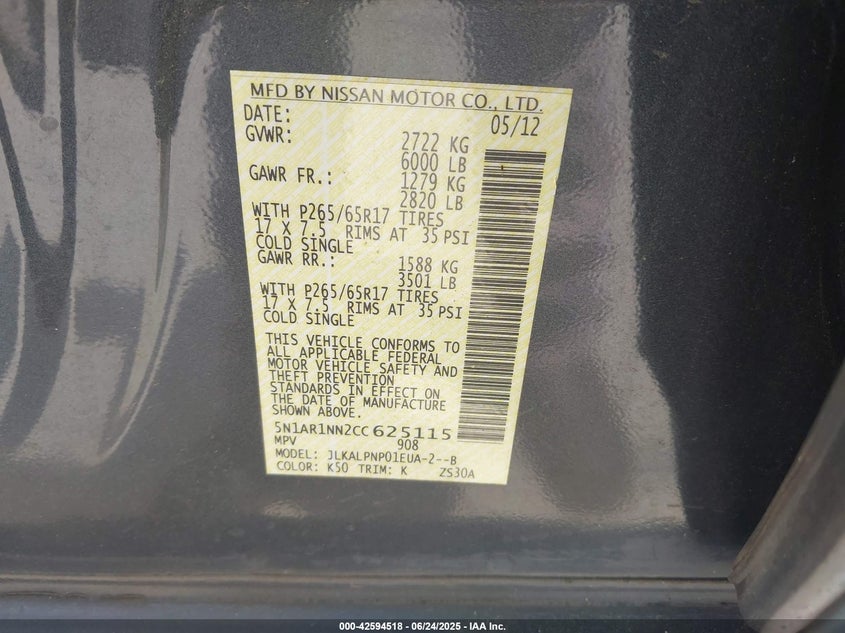 MFD BY NISSAN MOTOR CO., LTD.
DATE: 05/12
GVWR: 2722 KG
6000 LB
GAWR FR.: 1279 KG
2820 LB
WITH P265/65R17 TIRES
17 X 7.5 RIMS AT 35 PSI
COLD SINGLE
GAWR RR.: 1588 KG
3501 LB
WITH P265/65R17 TIRES
17 X 7.5 RIMS AT 35 PSI
COLD SINGLE
THIS VEHICLE CONFORMS TO
ALL APPLICABLE FEDERAL
MOTOR VEHICLE SAFETY AND
THEFT PREVENTION
STANDARDS IN EFFECT ON
THE DATE OF MANUFACTURE
SHOWN ABOVE.
5N1AR1NN2CC625115
MPV 908
MODEL: JLKALPNP01EUA-2--B
COLOR: K50 TRIM: K ZS30A
000-42594518 - 06/24/2025 - IAA Inc.